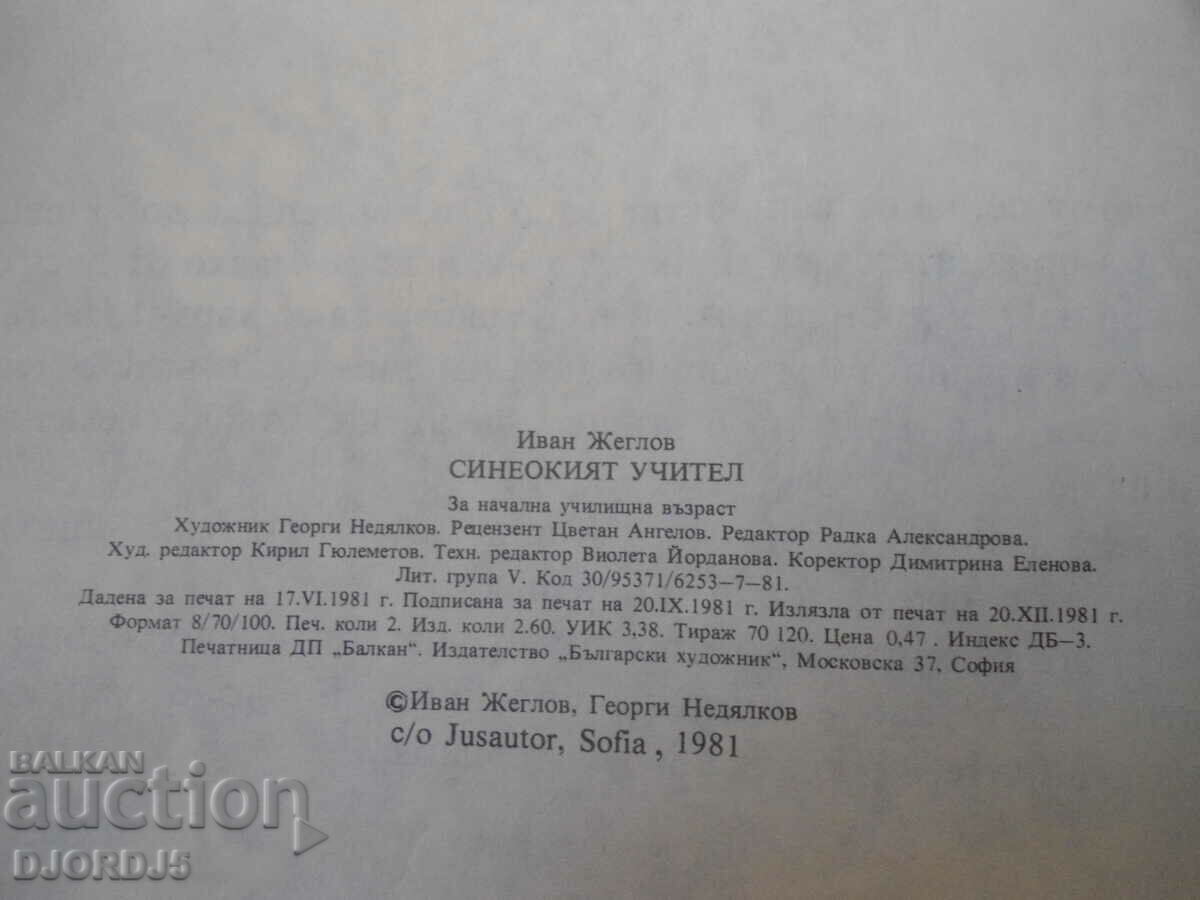 Иван Жеглов
СИНЕОКИЯТ УЧИТЕЛ
За начална училищна възраст
Художник Георги Недялков. Рецензент Цветан Ангелов. Редактор Радка Александрова.
Худ. редактор Кирил Гюлеметов. Техн. редактор Виолета Йорданова. Коректор Димитрина Еленова.
Лит. група V. Код 30/95371/6253—7—81.
Дадена за печат на 17.VI.1981 г. Подписана за печат на 20.IX.1981 г. Излязла от печат на 20.XII.1981 г.
Формат 8/70/100. Печ. коли 2. Изд. коли 2.60. УИК 3,38. Тираж 70 120. Цена 0,47 . Индекс ДБ—3.
Печатница ДП „Балкан“. Издателство „Български художник“, Московска 37, София
©Иван Жеглов, Георги Недялков
c/o Jusautor, Sofia , 1981
BALKAN
auction
DJORDJ5